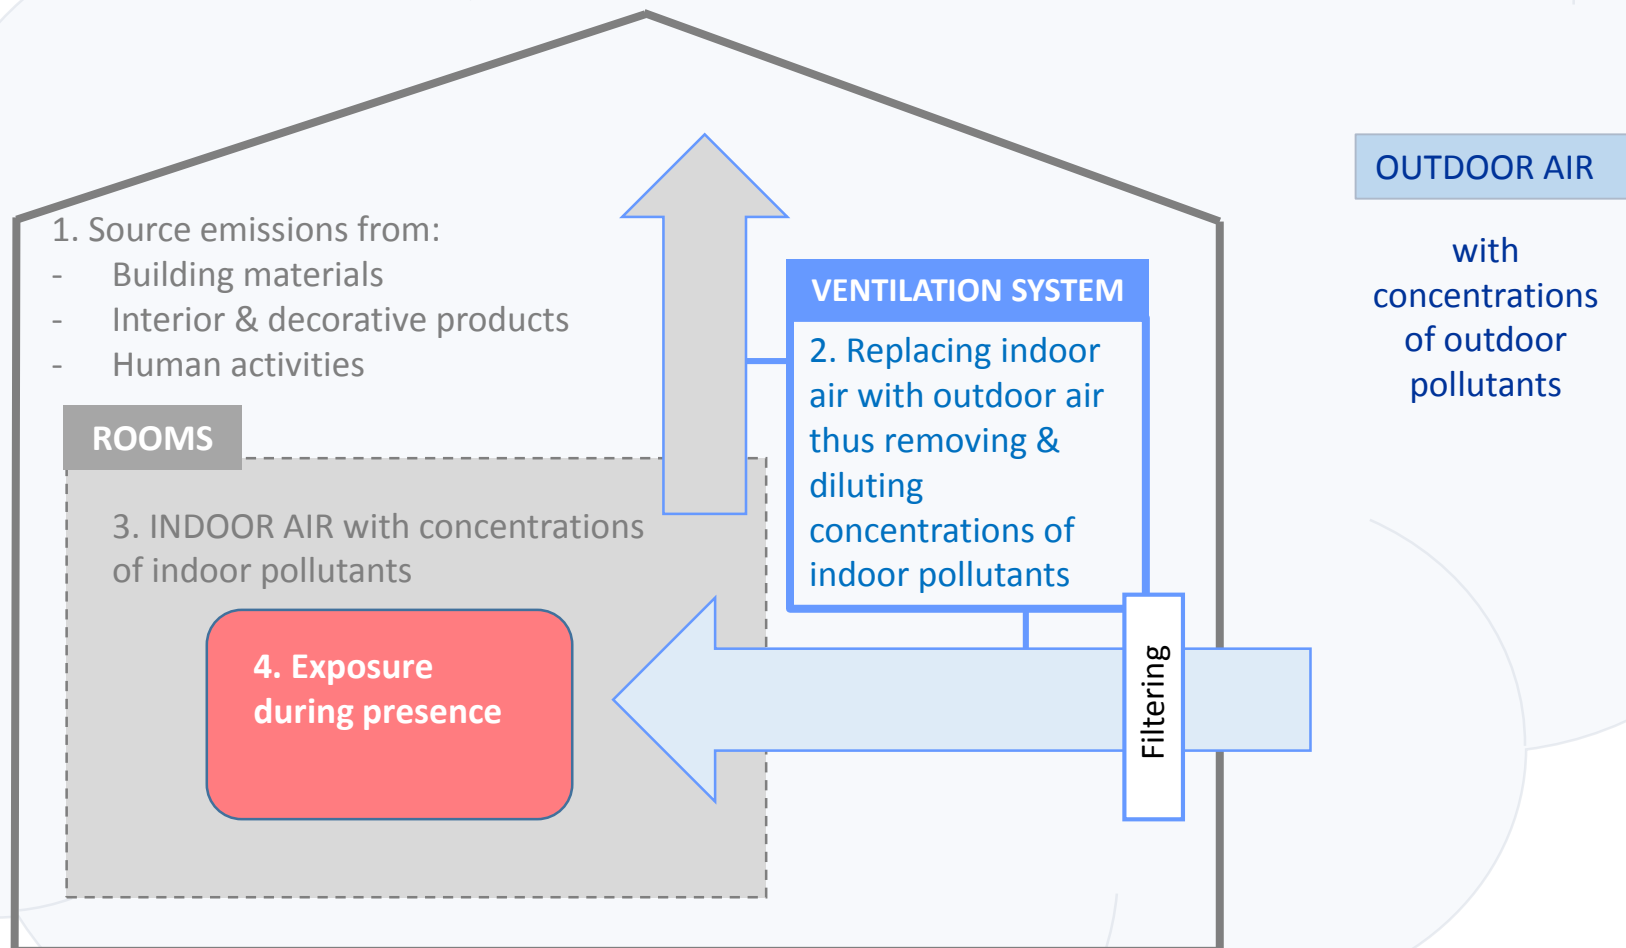 1. Source emissions from:
- Building materials
- Interior & decorative products
- Human activities
ROOMS
3. INDOOR AIR with concentrations
of indoor pollutants
4. Exposure
during presence
VENTILATION SYSTEM
2. Replacing indoor
air with outdoor air
thus removing &
diluting
concentrations of
indoor pollutants
Filtering
OUTDOOR AIR
with
concentrations
of outdoor
pollutants